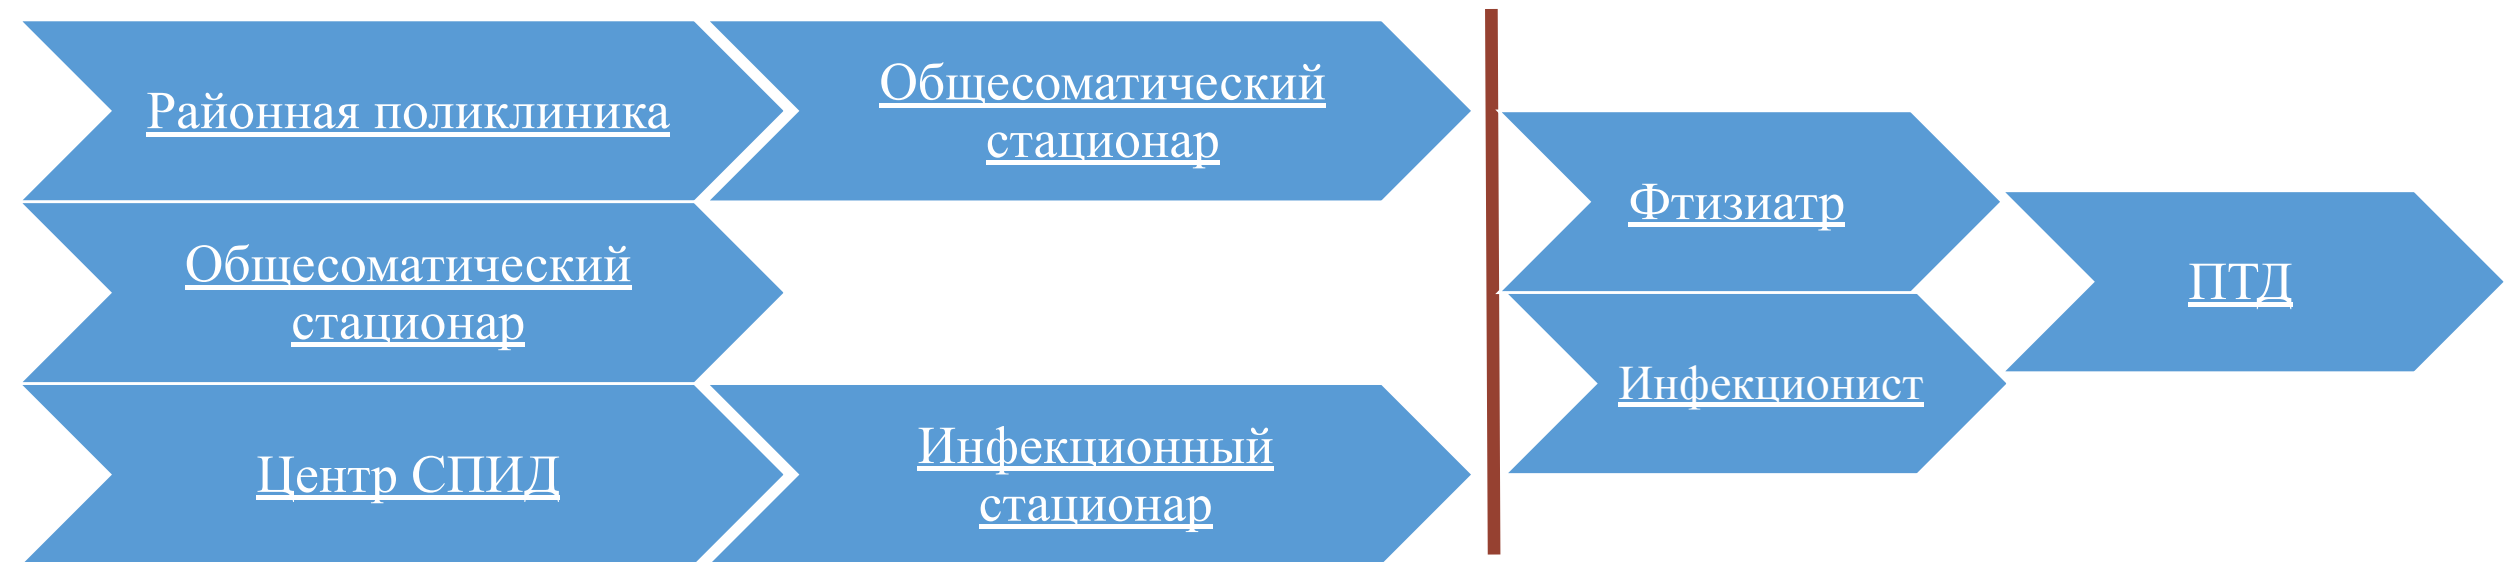 Районная поликлиника
Общесоматический
стационар
Общесоматический
стационар
Центр СПИД
Инфекционный
стационар
Фтизиатр
Инфекционист
ПТД